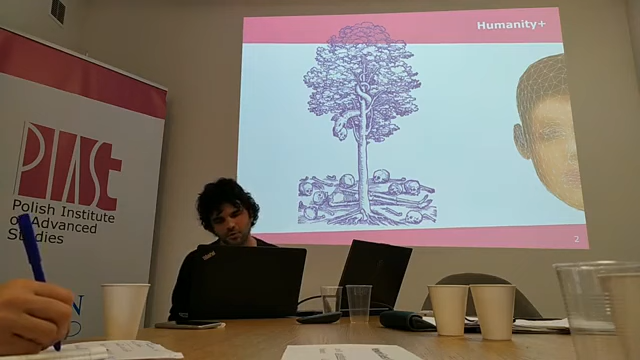 Humanity+
PIASt
Polish Institute
of Advanced
Studies
2